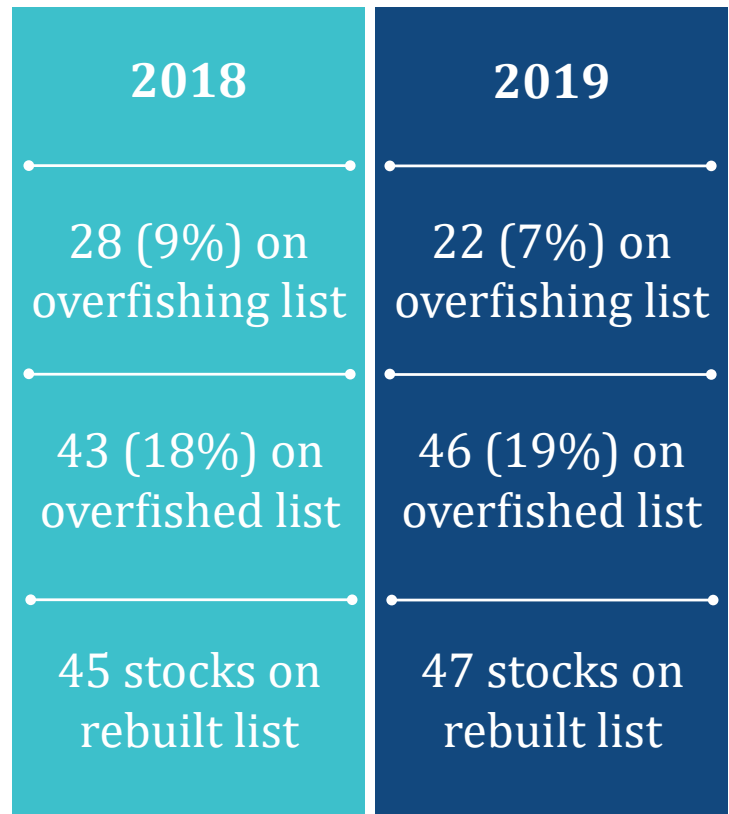 2018
28 (9%) on
overfishing list
43 (18%) on
overfished list
45 stocks on
rebuilt list
2019
22 (7%) on
overfishing list
46 (19%) on
overfished list
47 stocks on
rebuilt list